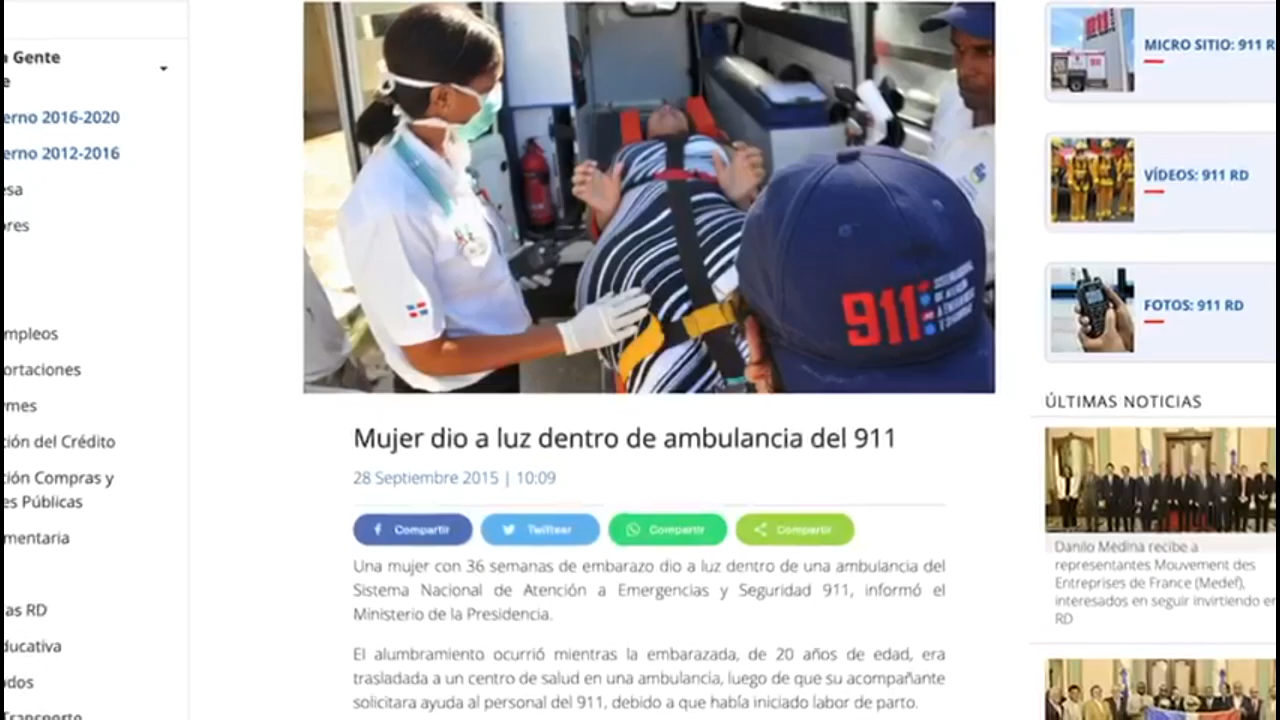 Gente
erno 2016-2020
erno 2012-2016
esa
ores
mpleos
ortaciones
ymes
ción del Crédito
ción Compras y
es Públicas
mentaria
as RD
ducativa
ados
Transporte
911
Mujer dio a luz dentro de ambulancia del 911
28 Septiembre 2015 | 10:09
Compartir
Twittear
Compartir
Compartir
Una mujer con 36 semanas de embarazo dio a luz dentro de una ambulancia del
Sistema Nacional de Atención a Emergencias y Seguridad 911, informó el
Ministerio de la Presidencia.
El alumbramiento ocurrió mientras la embarazada, de 20 años de edad, era
trasladada a un centro de salud en una ambulancia, luego de que su acompañante
solicitara ayuda al personal del 911, debido a que había iniciado labor de parto.
911
MICRO SITIO: 911 R
VÍDEOS: 911 RD
FOTOS: 911 RD
ÚLTIMAS NOTICIAS
Danilo Medina recibe a
representantes Mouvement des
Entreprises de France (Medef),
interesados en seguir invirtiendo en
RD